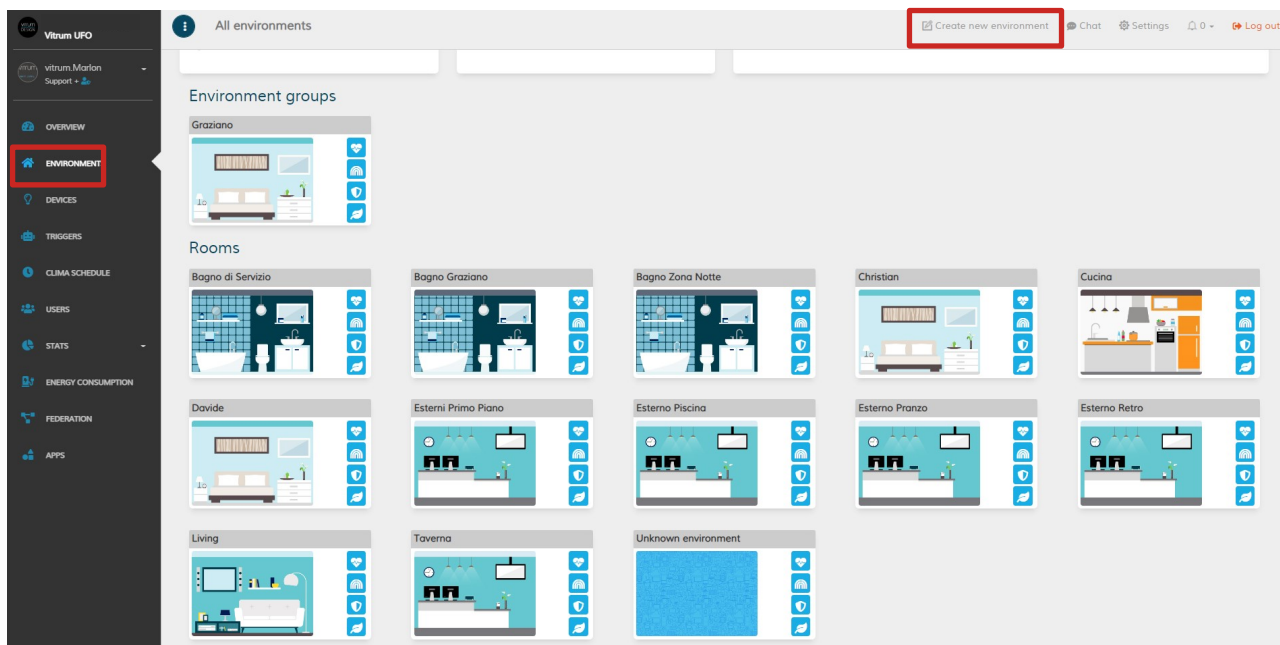 Vitrum UFO
vitrum.Marlon
Support +
OVERVIEW
ENVIRONMENT
DEVICES
TRIGGERS
CLIMA SCHEDULE
USERS
STATS
ENERGY CONSUMPTION
FEDERATION
APPS
All environments
Create new environment
Chat
Settings
0
Log out
Environment groups
Graziano
Rooms
Bagno di Servizio
Bagno Graziano
Bagno Zona Notte
Christian
Cucina
Davide
Esterni Primo Piano
Esterno Piscina
Esterno Pranzo
Esterno Retro
Living
Taverna
Unknown environment